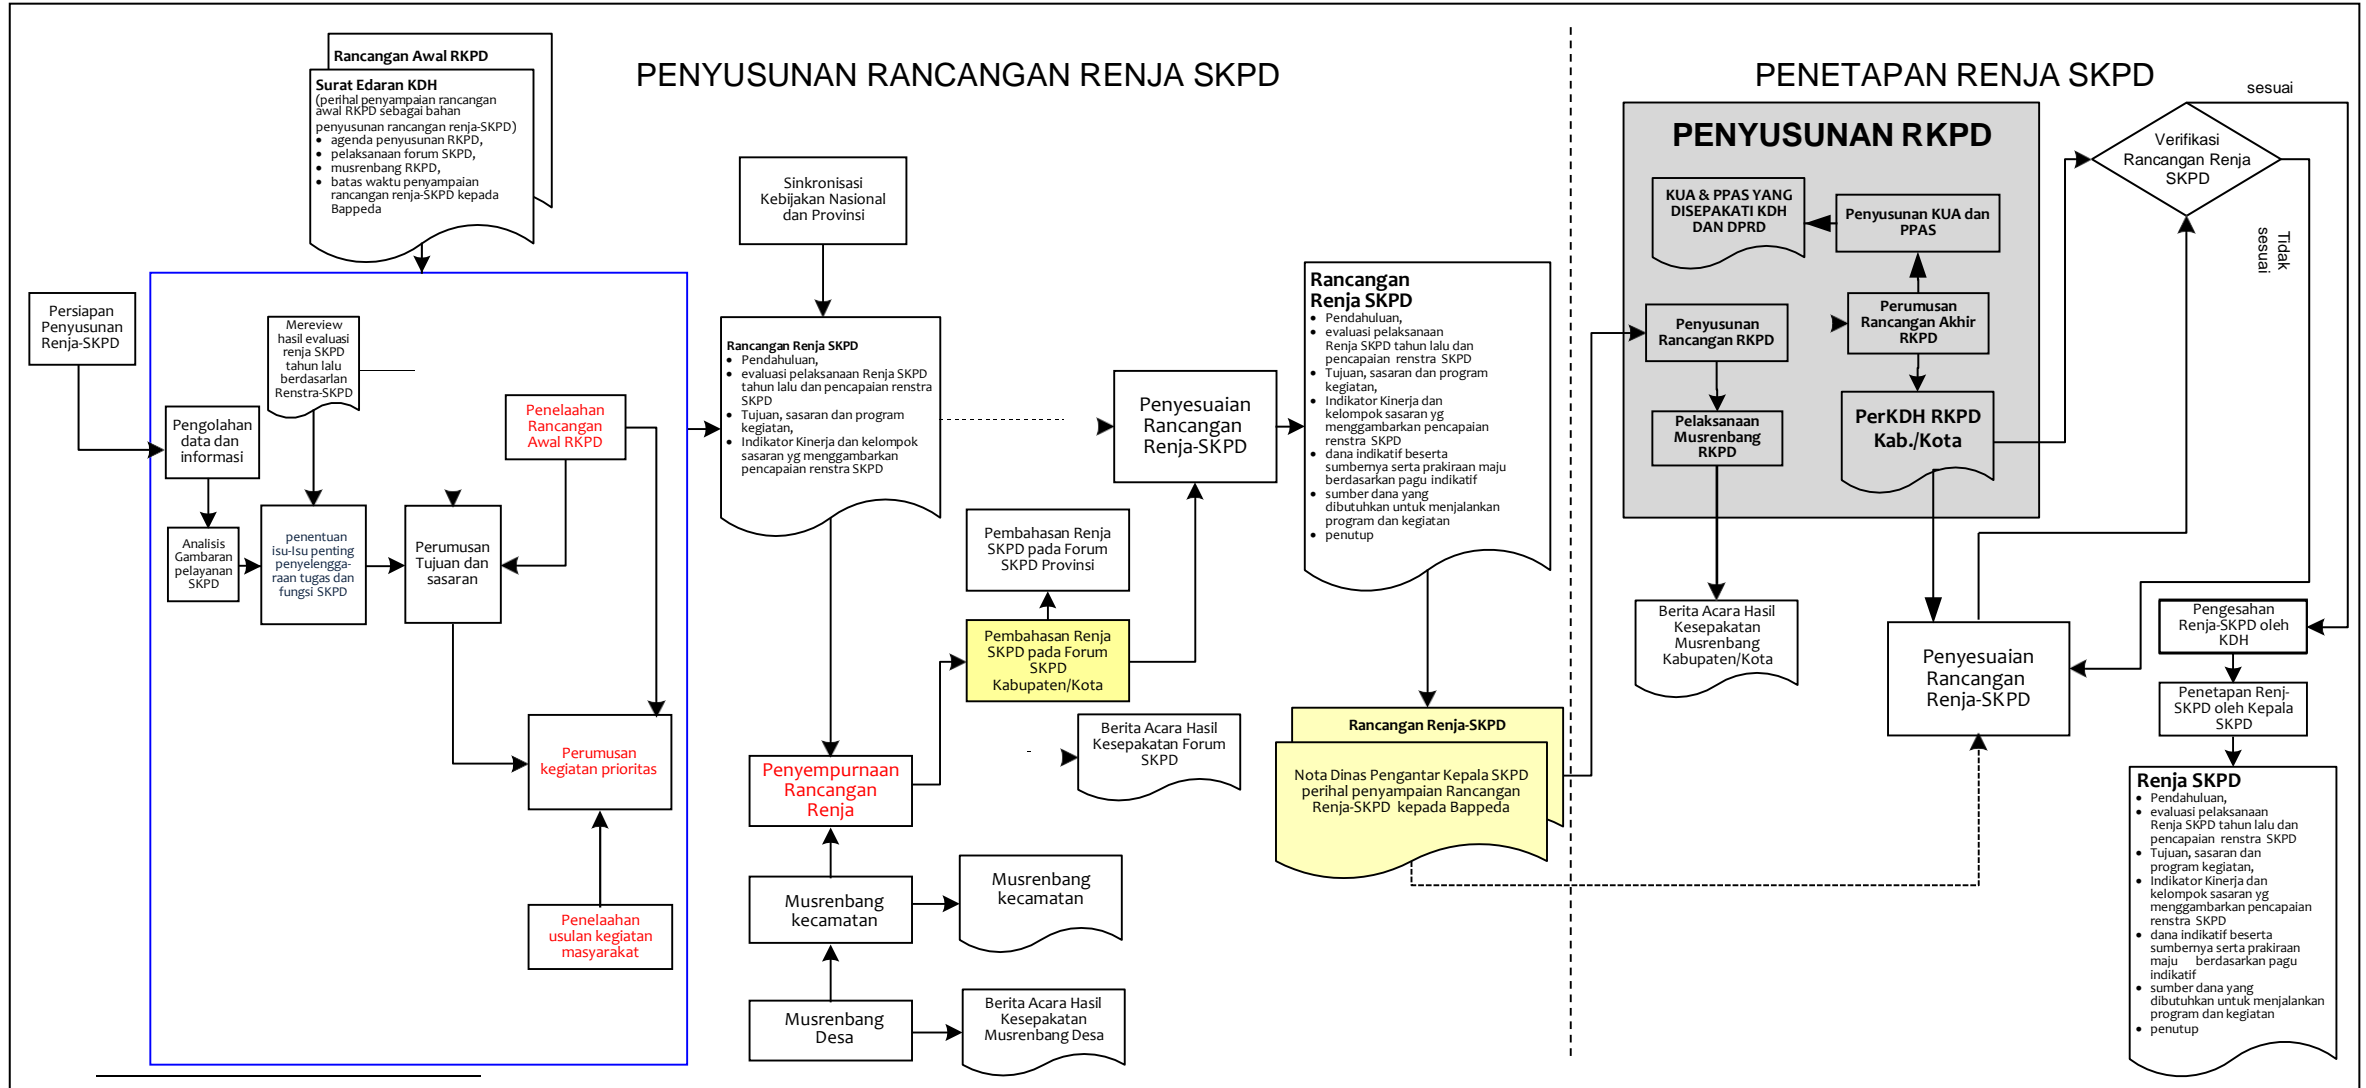 PENYUSUNAN RANCANGAN RENJA SKPD
PENETAPAN RENJA SKPD
Rancangan Awal RKPD
Surat Edaran KDH
(perihal penyampaian rancangan
awal RKPD sebagai bahan
penyusunan rancangan renja-SKPD)
• agenda penyusunan RKPD,
• pelaksanaan forum SKPD,
• musrenbang RKPD,
• batas waktu penyampaian
rancangan renja-SKPD kepada
Bappeda
Persiapan
Penyusunan
Renja-SKPD
Mereview
hasil evaluasi
renja SKPD
tahun lalu
berdasarlan
Renstra-SKPD
Pengolahan
data dan
informasi
Penelaahan
Rancangan
Awal RKPD
Analisis
Gambaran
pelayanan
SKPD
penentuan
isu-Isu penting
penyelengga-
raan tugas dan
fungsi SKPD
Perumusan
Tujuan dan
sasaran
Perumusan
kegiatan prioritas
Penelaahan
usulan kegiatan
masyarakat
Sinkronisasi
Kebijakan Nasional
dan Provinsi
Rancangan Renja SKPD
• Pendahuluan,
• evaluasi pelaksanaan Renja SKPD
tahun lalu dan pencapaian renstra
SKPD
• Tujuan, sasaran dan program
kegiatan,
• Indikator Kinerja dan kelompok
sasaran yg menggambarkan
pencapaian renstra SKPD
Penyempurnaan
Rancangan
Renja
Musrenbang
kecamatan
Musrenbang
kecamatan
Musrenbang
Desa
Berita Acara Hasil
Kesepakatan
Musrenbang Desa
Pembahasan Renja
SKPD pada Forum
SKPD Provinsi
Pembahasan Renja
SKPD pada Forum
SKPD
Kabupaten/Kota
Berita Acara Hasil
Kesepakatan Forum
SKPD
Penyesuaian
Rancangan
Renja-SKPD
Rancangan
Renja SKPD
• Pendahuluan,
• evaluasi pelaksanaan
Renja SKPD tahun lalu dan
pencapaian renstra SKPD
• Tujuan, sasaran dan program
kegiatan,
• Indikator Kinerja dan
kelompok sasaran yg
menggambarkan pencapaian
renstra SKPD
• dana indikatif beserta
sumbernya serta prakiraan maju
berdasarkan pagu indikatif
• sumber dana yang
dibutuhkan untuk menjalankan
program dan kegiatan
• penutup
Rancangan Renja-SKPD
Nota Dinas Pengantar Kepala SKPD
perihal penyampaian Rancangan
Renja-SKPD kepada Bappeda
PENYUSUNAN RKPD
KUA & PPAS YANG
DISEPAKATI KDH
DAN DPRD
Penyusunan KUA dan
PPAS
Penyusunan
Rancangan RKPD
Perumusan
Rancangan Akhir
RKPD
Pelaksanaan
Musrenbang
RKPD
PerKDH RKPD
Kab./Kota
Berita Acara Hasil
Kesepakatan
Musrenbang
Kabupaten/Kota
Penyesuaian
Rancangan
Renja-SKPD
Verifikasi
Rancangan Renja
SKPD
sesuai
Tidak
sesuai
Pengesahan
Renja-SKPD oleh
KDH
Penetapan Renj-
SKPD oleh Kepala
SKPD
Renja SKPD
• Pendahuluan,
• evaluasi pelaksanaan
Renja SKPD tahun lalu dan
pencapaian renstra SKPD
• Tujuan, sasaran dan
program kegiatan,
• Indikator Kinerja dan
kelompok sasaran yg
menggambarkan pencapaian
renstra SKPD
• dana indikatif beserta
sumbernya serta prakiraan
maju berdasarkan pagu
indikatif
• sumber dana yang
dibutuhkan untuk menjalankan
program dan kegiatan
• penutup